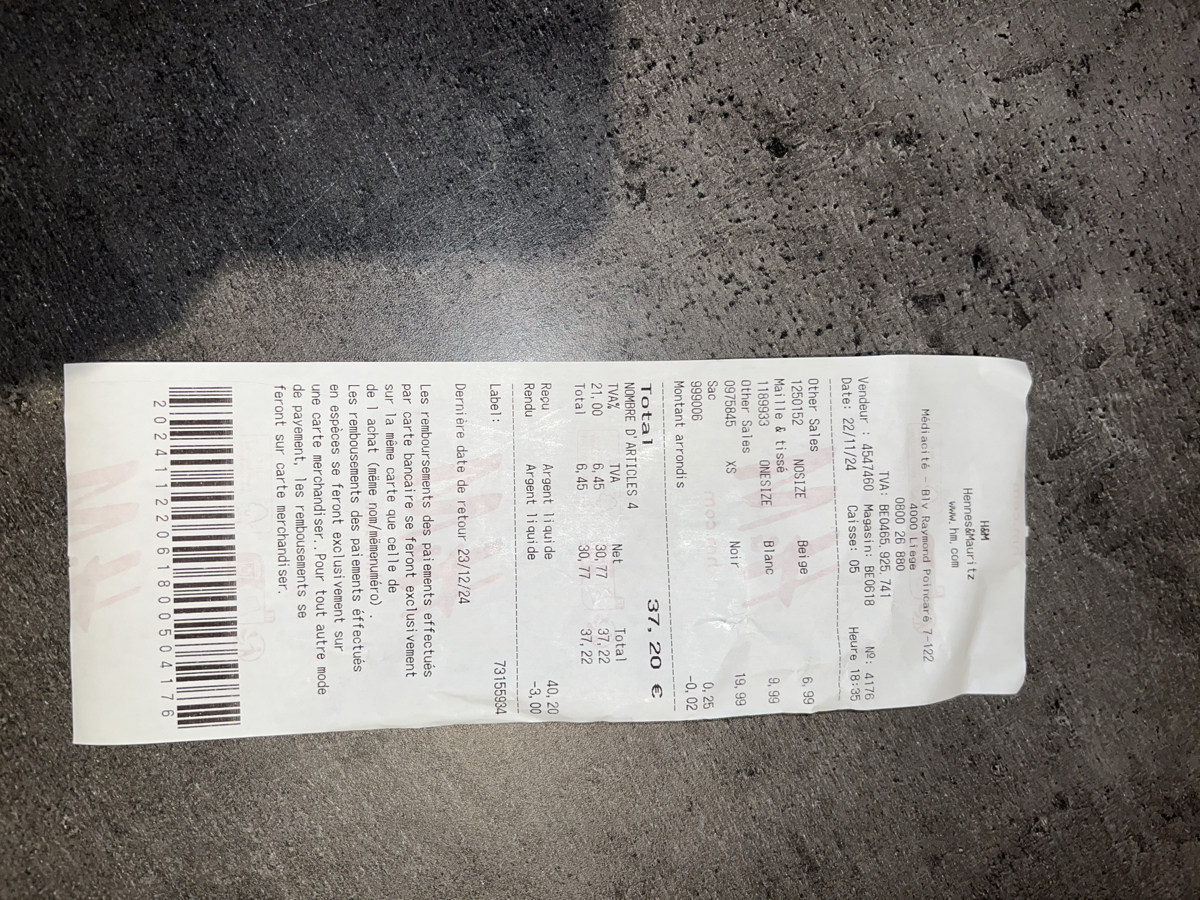 H&M
Hennes&Mauritz
www.hm.com
Médiacité - Blv Raymond Poincaré 7-122
4000 Liège
0800 26 880
TVA: BE0465.925.741
Vendeur : 4547460 Magasin: BE0618 Nº: 4176
Date: 22/11/24 Caisse: 05 Heure 18:35
Other Sales
1250152 NOSIZE Beige 6,99
Maille & tissé
1189933 ONESIZE Blanc 9,99
Other Sales
0975845 XS Noir 19,99
Sac
999006 0,25
Montant arrondis -0,02
Total 37,20 €
NOMBRE D'ARTICLES 4
TVA% TVA Net Total
21,00 6,45 30,77 37,22
Total 6,45 30,77 37,22
Reçu Argent liquide 40,20
Rendu Argent liquide -3,00
Label: 73155934
Dernière date de retour 23/12/24
Les remboursements des paiements effectués
par carte bancaire se feront exclusivement
sur la même carte que celle de
de l achat (même nom/mêmenuméro).
Les rembousements des paiements éffectués
en espèces se feront exclusivement sur
une carte merchandiser.. Pour tout autre mode
de payement, les rembousements se
feront sur carte merchandiser.
20241122061800504176